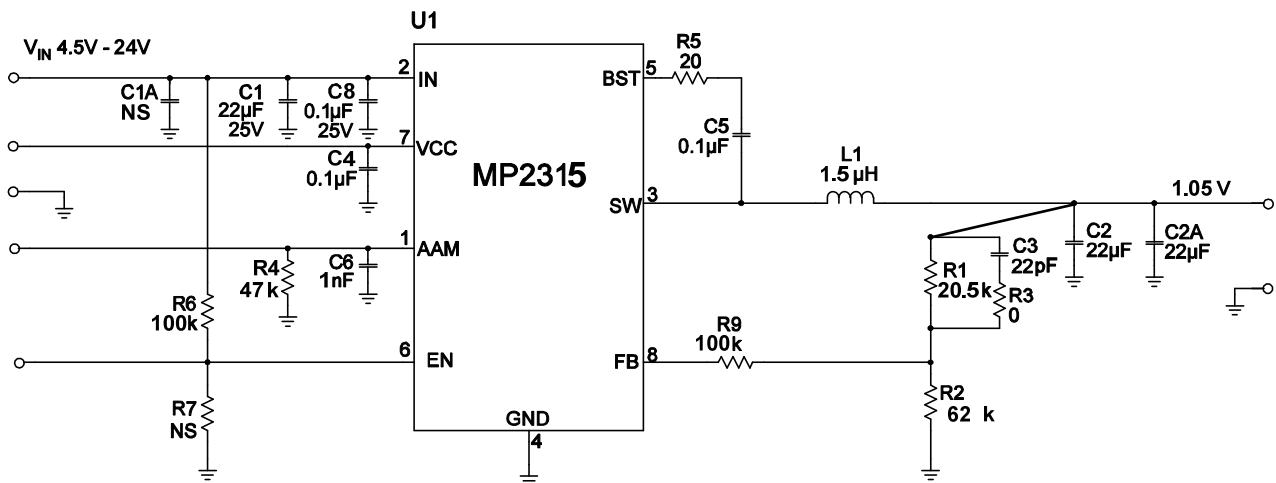 U1
V_IN 4.5V - 24V
C1A
NS
C1
22µF
25V
C8
0.1µF
25V
2
IN
7
VCC
C4
0.1µF
1
AAM
R4
47 k
C6
1nF
R6
100k
6
EN
R7
NS
MP2315
GND
4
BST
5
R5
20
C5
0.1µF
SW
3
L1
1.5 µH
1.05 V
C2
22µF
C2A
22µF
C3
22pF
R1
20.5k
R3
0
R9
100k
FB
8
R2
62 k